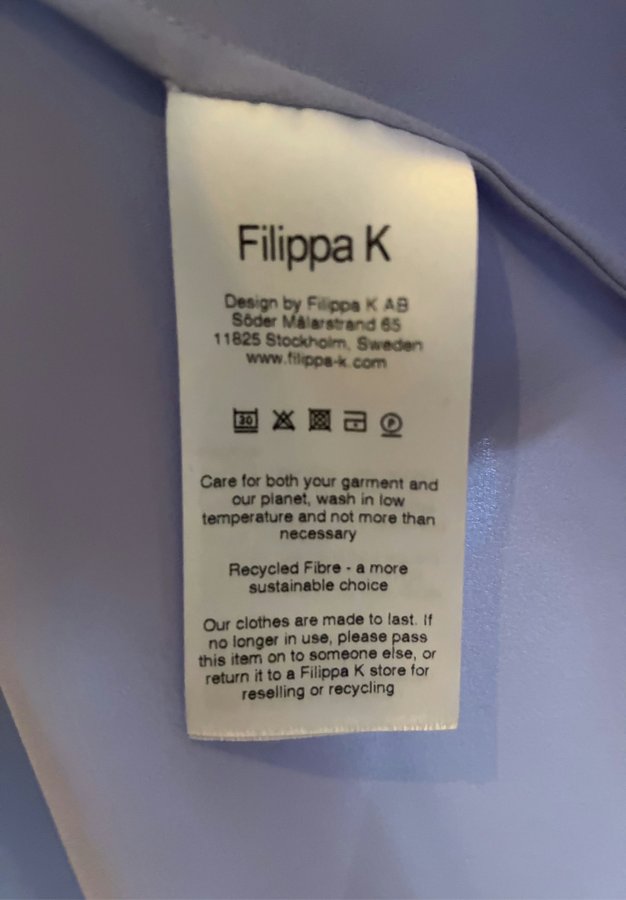 Filippa K
Design by Filippa K AB
Söder Mälarstrand 65
11825 Stockholm, Sweden
www.filippa-k.com
30 P
Care for both your garment and
our planet, wash in low
temperature and not more than
necessary
Recycled Fibre - a more
sustainable choice
Our clothes are made to last. If
no longer in use, please pass
this item on to someone else, or
return it to a Filippa K store for
reselling or recycling